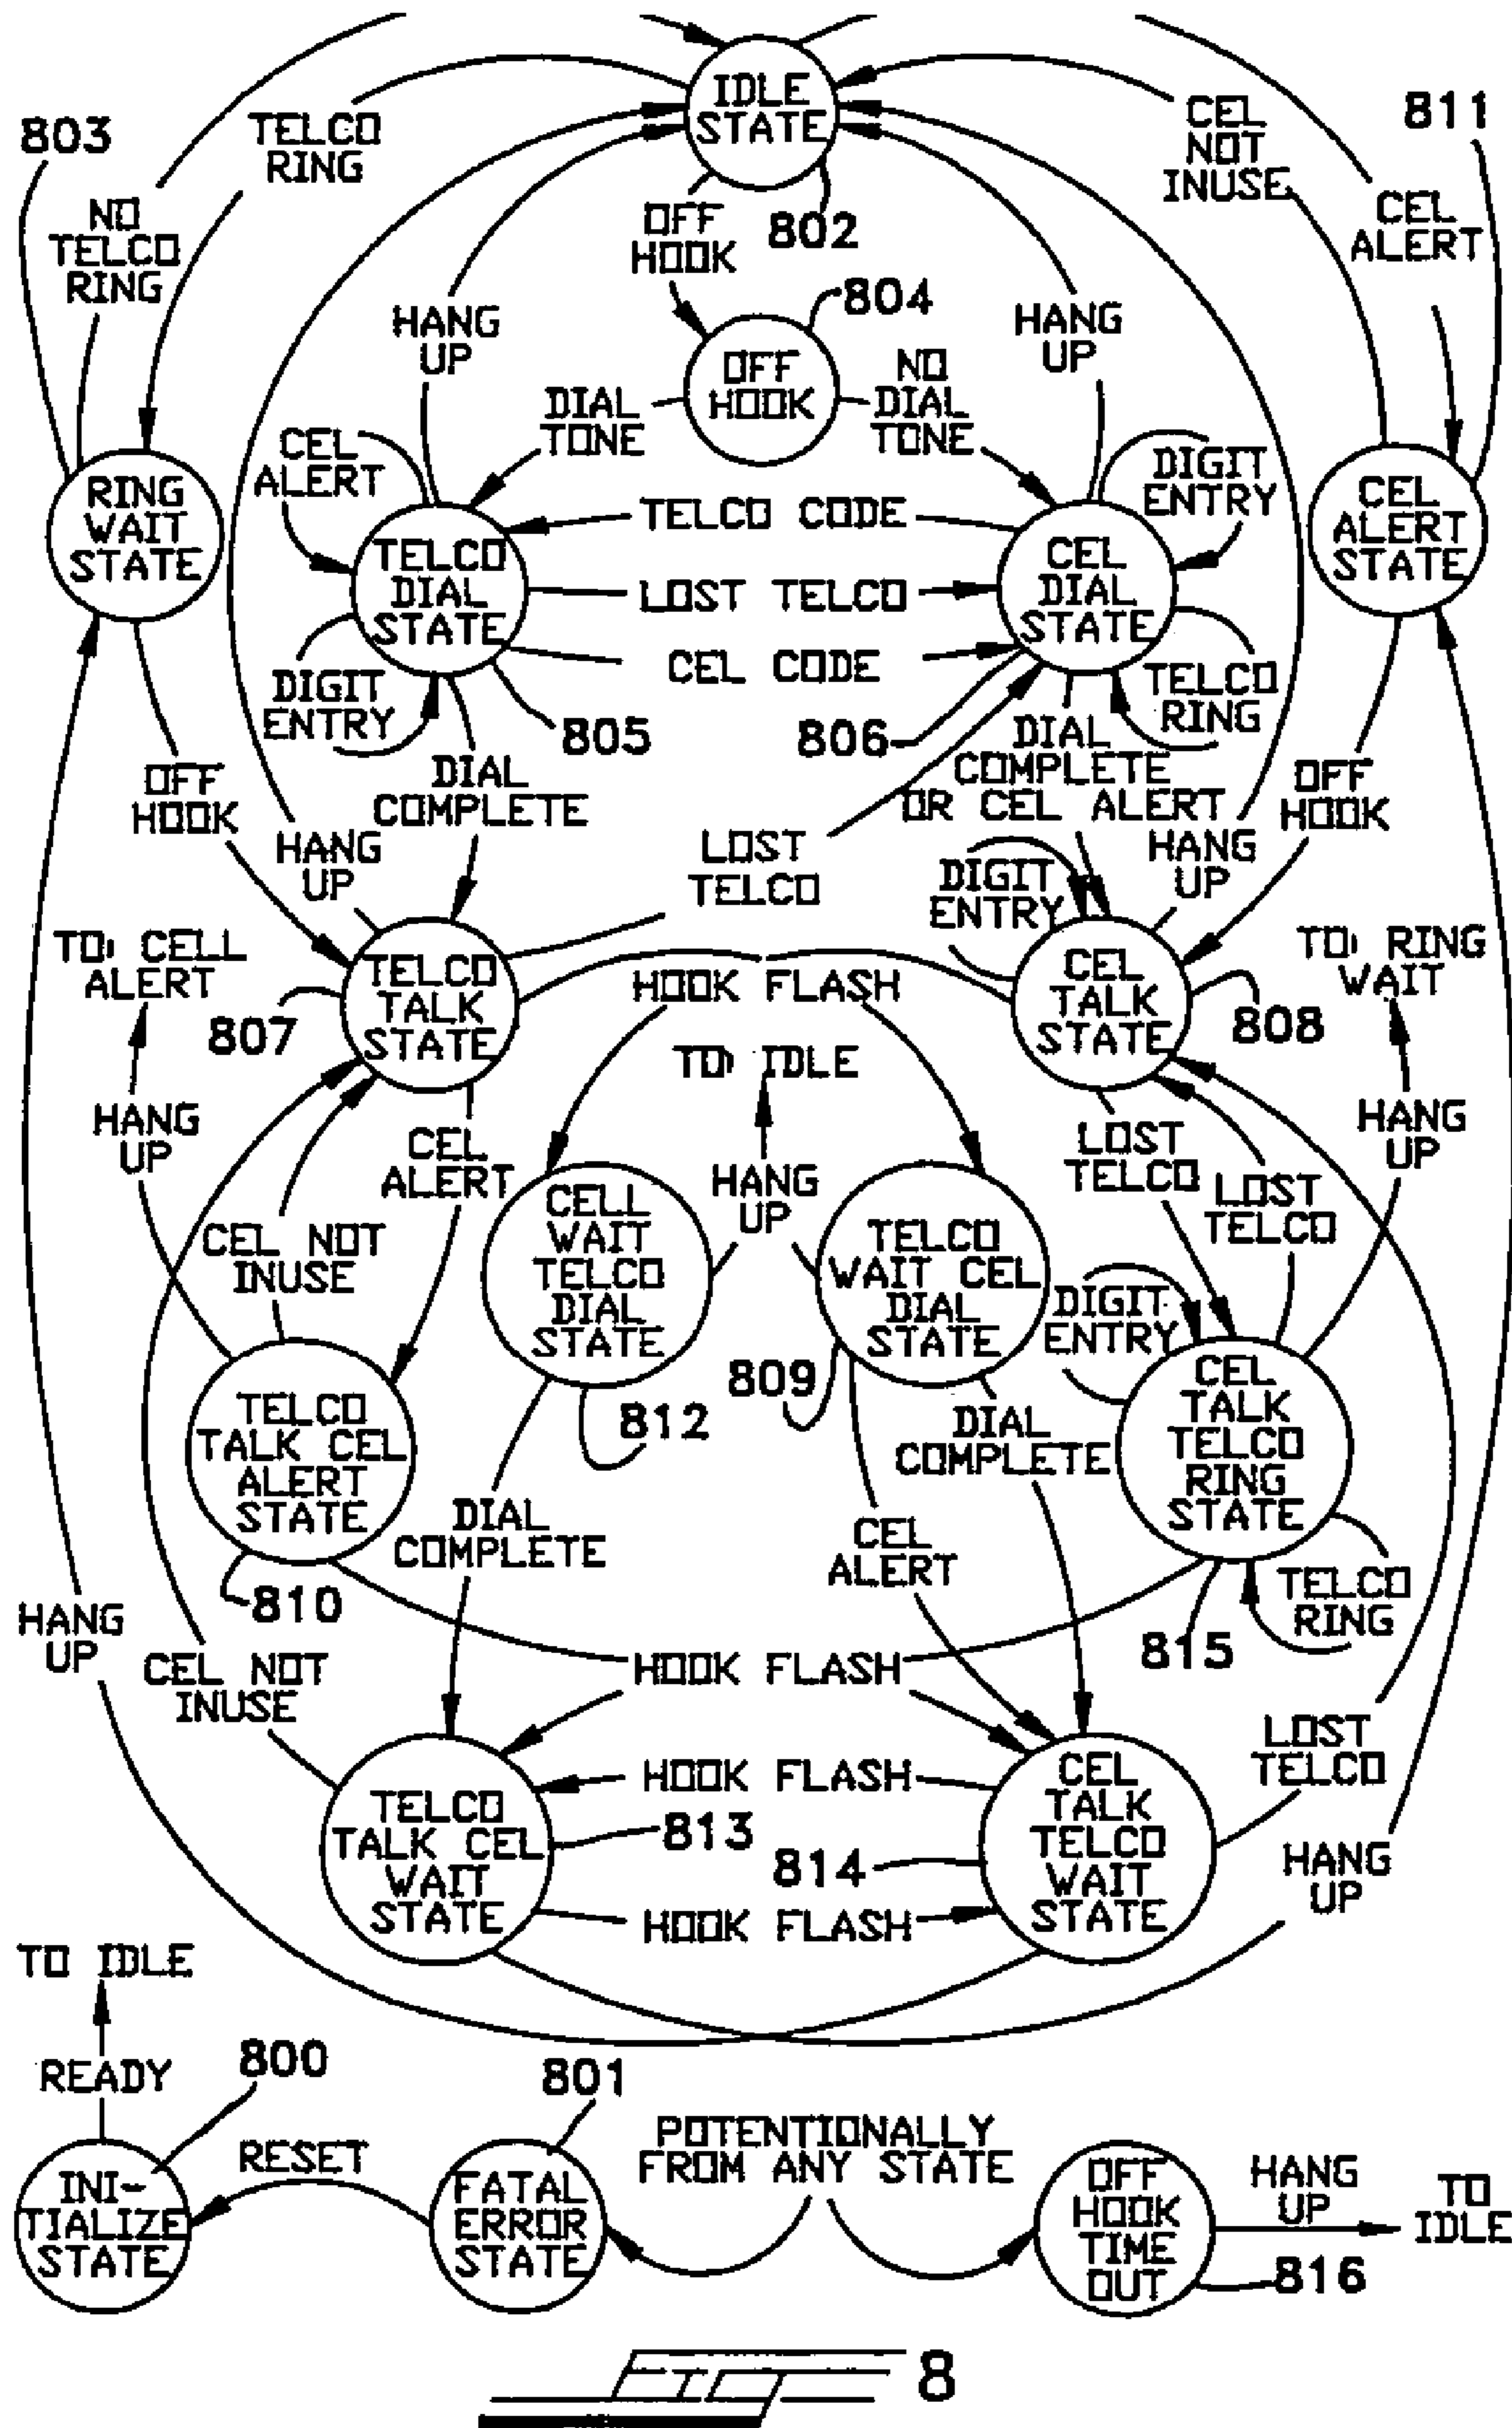 IDLE
STATE
802
803
TELCO
RING
NO
TELCO
RING
CEL
NOT
INUSE
811
CEL
ALERT
OFF
HOOK
804
HANG
UP
HANG
UP
OFF
HOOK
DIAL
TONE
NO
DIAL
TONE
RING
WAIT
STATE
CEL
ALERT
DIGIT
ENTRY
CEL
ALERT
STATE
TELCO CODE
TELCO
DIAL
STATE
LOST TELCO
CEL
DIAL
STATE
CEL CODE
DIGIT
ENTRY
805
806
TELCO
RING
OFF
HOOK
DIAL
COMPLETE
DIAL
COMPLETE
OR CEL ALERT
OFF
HOOK
HANG
UP
LOST
TELCO
DIGIT
ENTRY
HANG
UP
TO CELL
ALERT
TELCO
TALK
STATE
807
HOOK FLASH
CEL
TALK
STATE
808
TO RING
WAIT
TO IDLE
HANG
UP
CEL
ALERT
HANG
UP
LOST
TELCO
LOST
TELCO
HANG
UP
CEL NOT
INUSE
CELL
WAIT
TELCO
DIAL
STATE
TELCO
WAIT CEL
DIAL
STATE
DIGIT
ENTRY
809
812
TELCO
TALK CEL
ALERT
STATE
DIAL
COMPLETE
CEL
TALK
TELCO
RING
STATE
DIAL
COMPLETE
CEL
ALERT
810
TELCO
RING
815
HANG
UP
CEL NOT
INUSE
HOOK FLASH
LOST
TELCO
HOOK FLASH
TELCO
TALK CEL
WAIT
STATE
813
814
CEL
TALK
TELCO
WAIT
STATE
HANG
UP
HOOK FLASH
TO IDLE
READY
800
801
INI-
TIALIZE
STATE
RESET
FATAL
ERROR
STATE
POTENTIONALLY
FROM ANY STATE
OFF
HOOK
TIME
OUT
HANG
UP
TO
IDLE
816
FIG 8